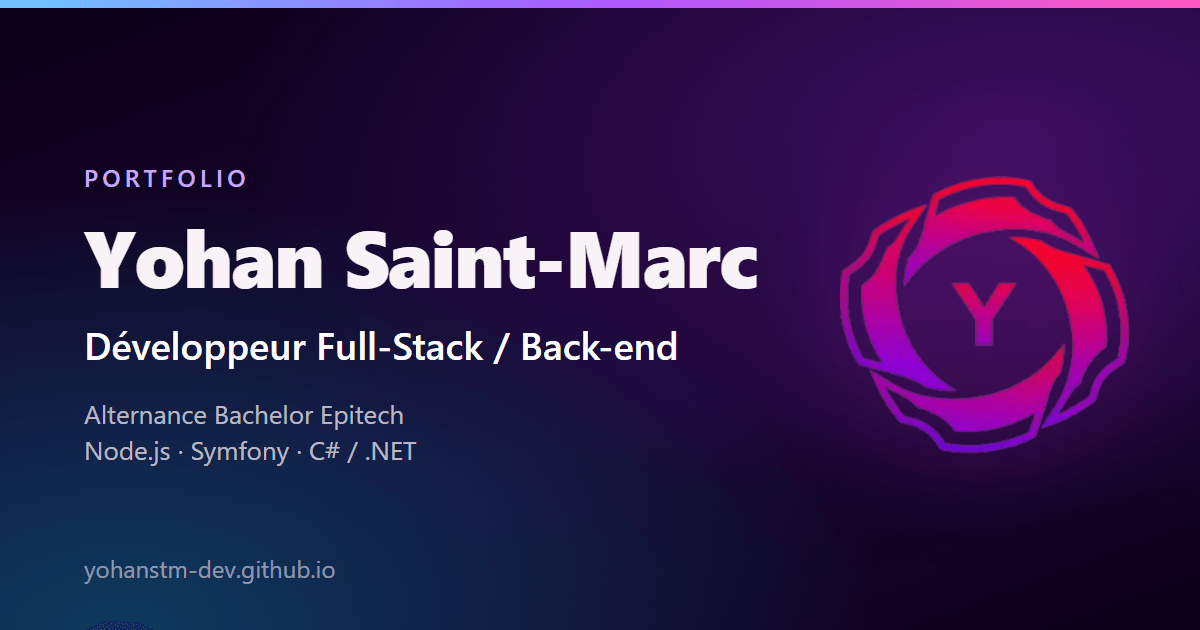 PORTFOLIO
Yohan Saint-Marc
Développeur Full-Stack / Back-end
Alternance Bachelor Epitech
Node.js · Symfony · C# / .NET
Y
yohanstm-dev.github.io